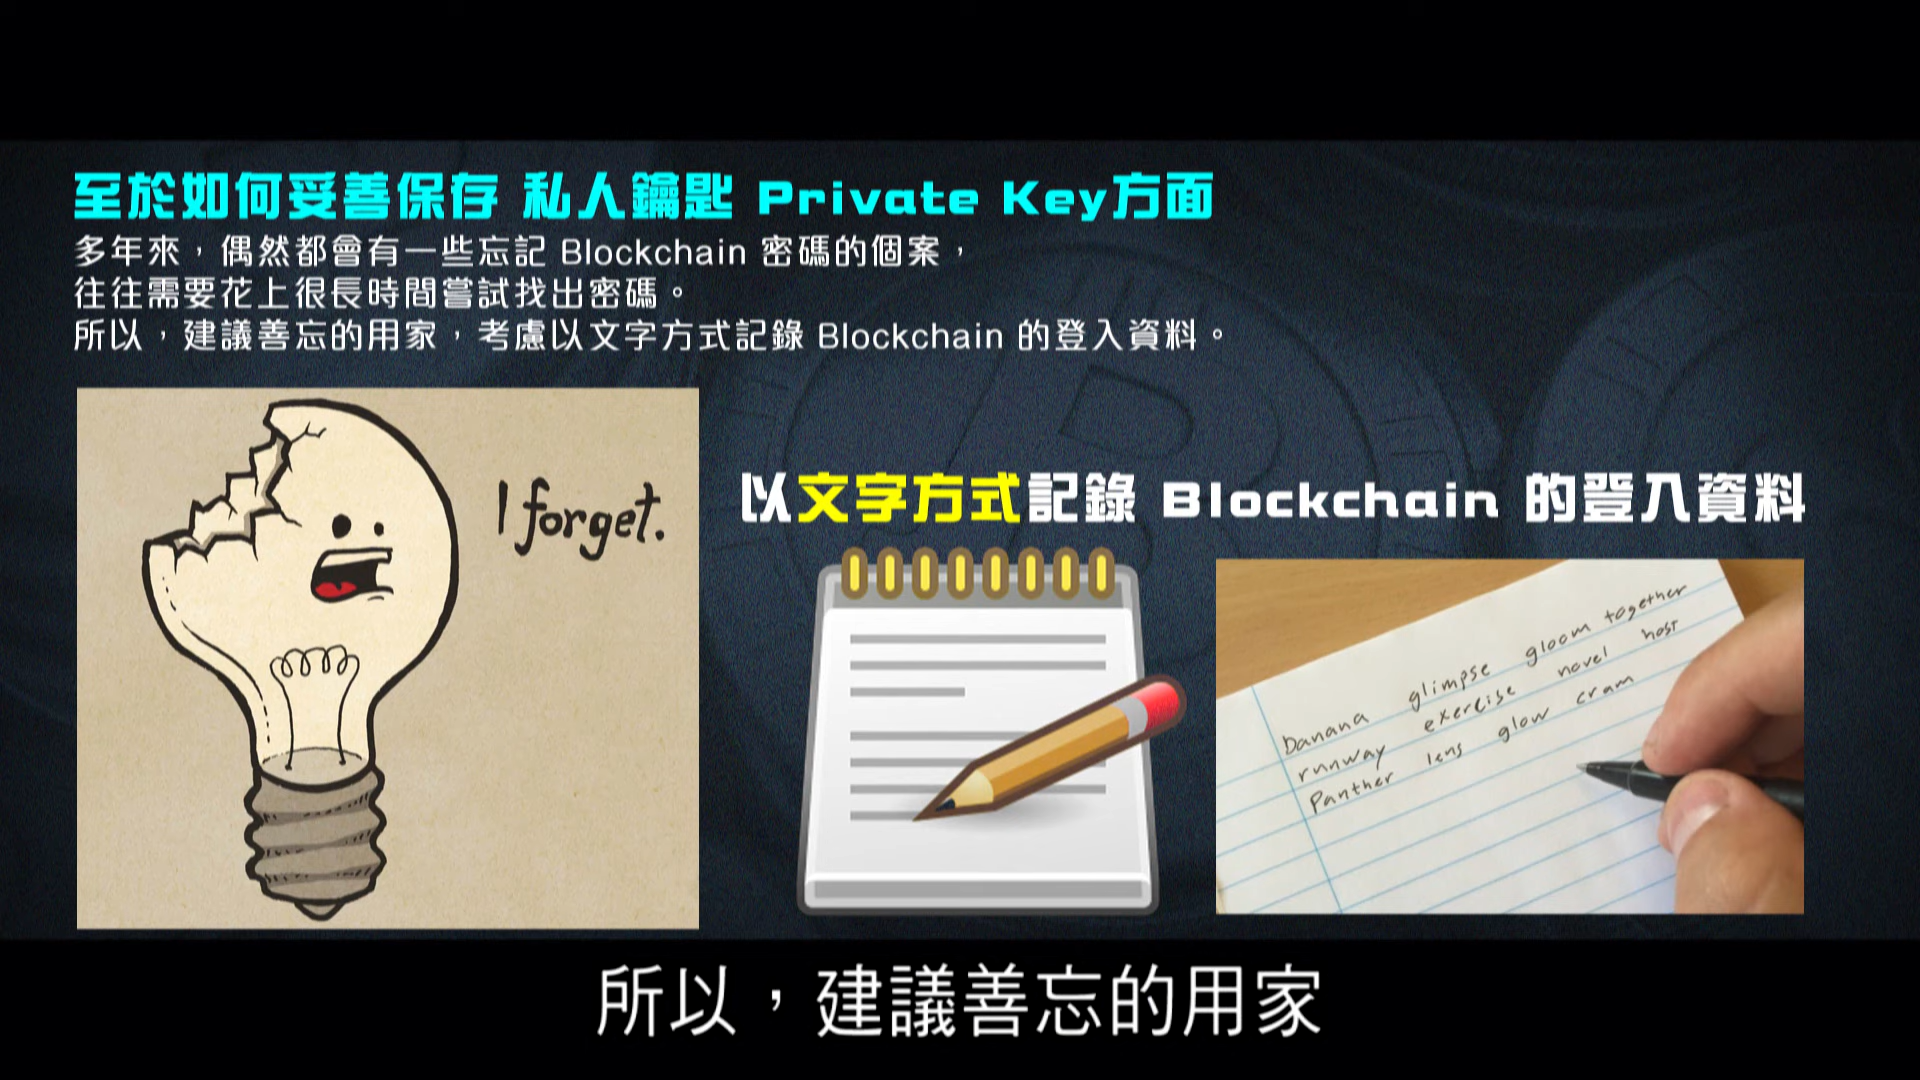 至於如何妥善保存 私人鑰匙 Private Key方面
多年來，偶然都會有一些忘記 Blockchain 密碼的個案，
往往需要花上很長時間嘗試找出密碼。
所以，建議善忘的用家，考慮以文字方式記錄 Blockchain 的登入資料。
I forget.
以文字方式記錄 Blockchain 的登入資料
banana glimpse gloom together
runway exercise novel host
Panther lens glow cram
所以，建議善忘的用家